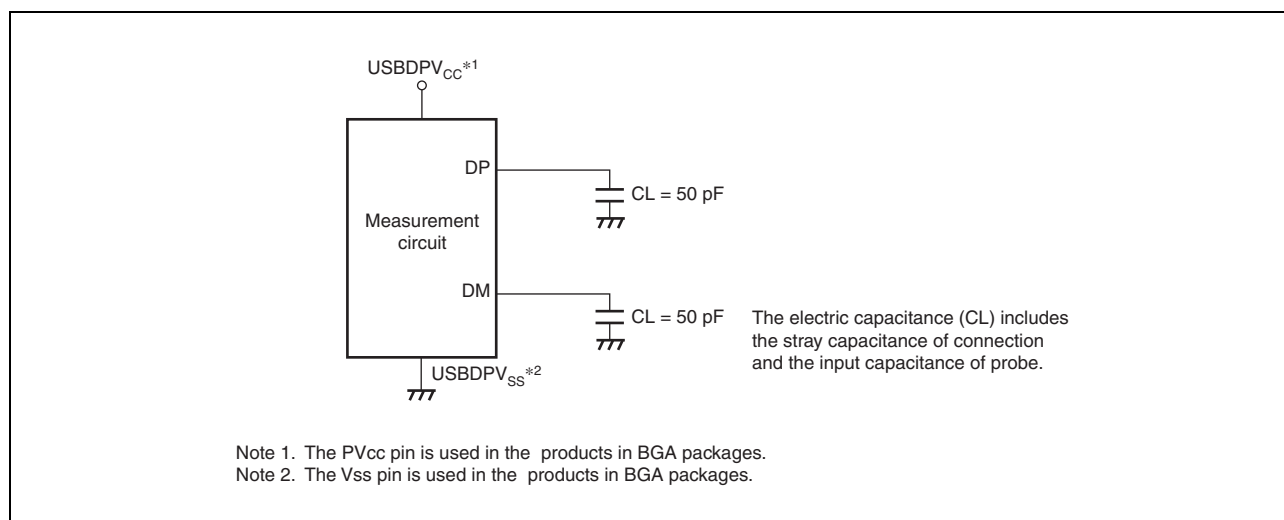 USBDPVCC*1
DP
CL = 50 pF
Measurement
circuit
DM
CL = 50 pF
The electric capacitance (CL) includes
the stray capacitance of connection
and the input capacitance of probe.
USBDPVSS*2
Note 1. The PVcc pin is used in the products in BGA packages.
Note 2. The Vss pin is used in the products in BGA packages.